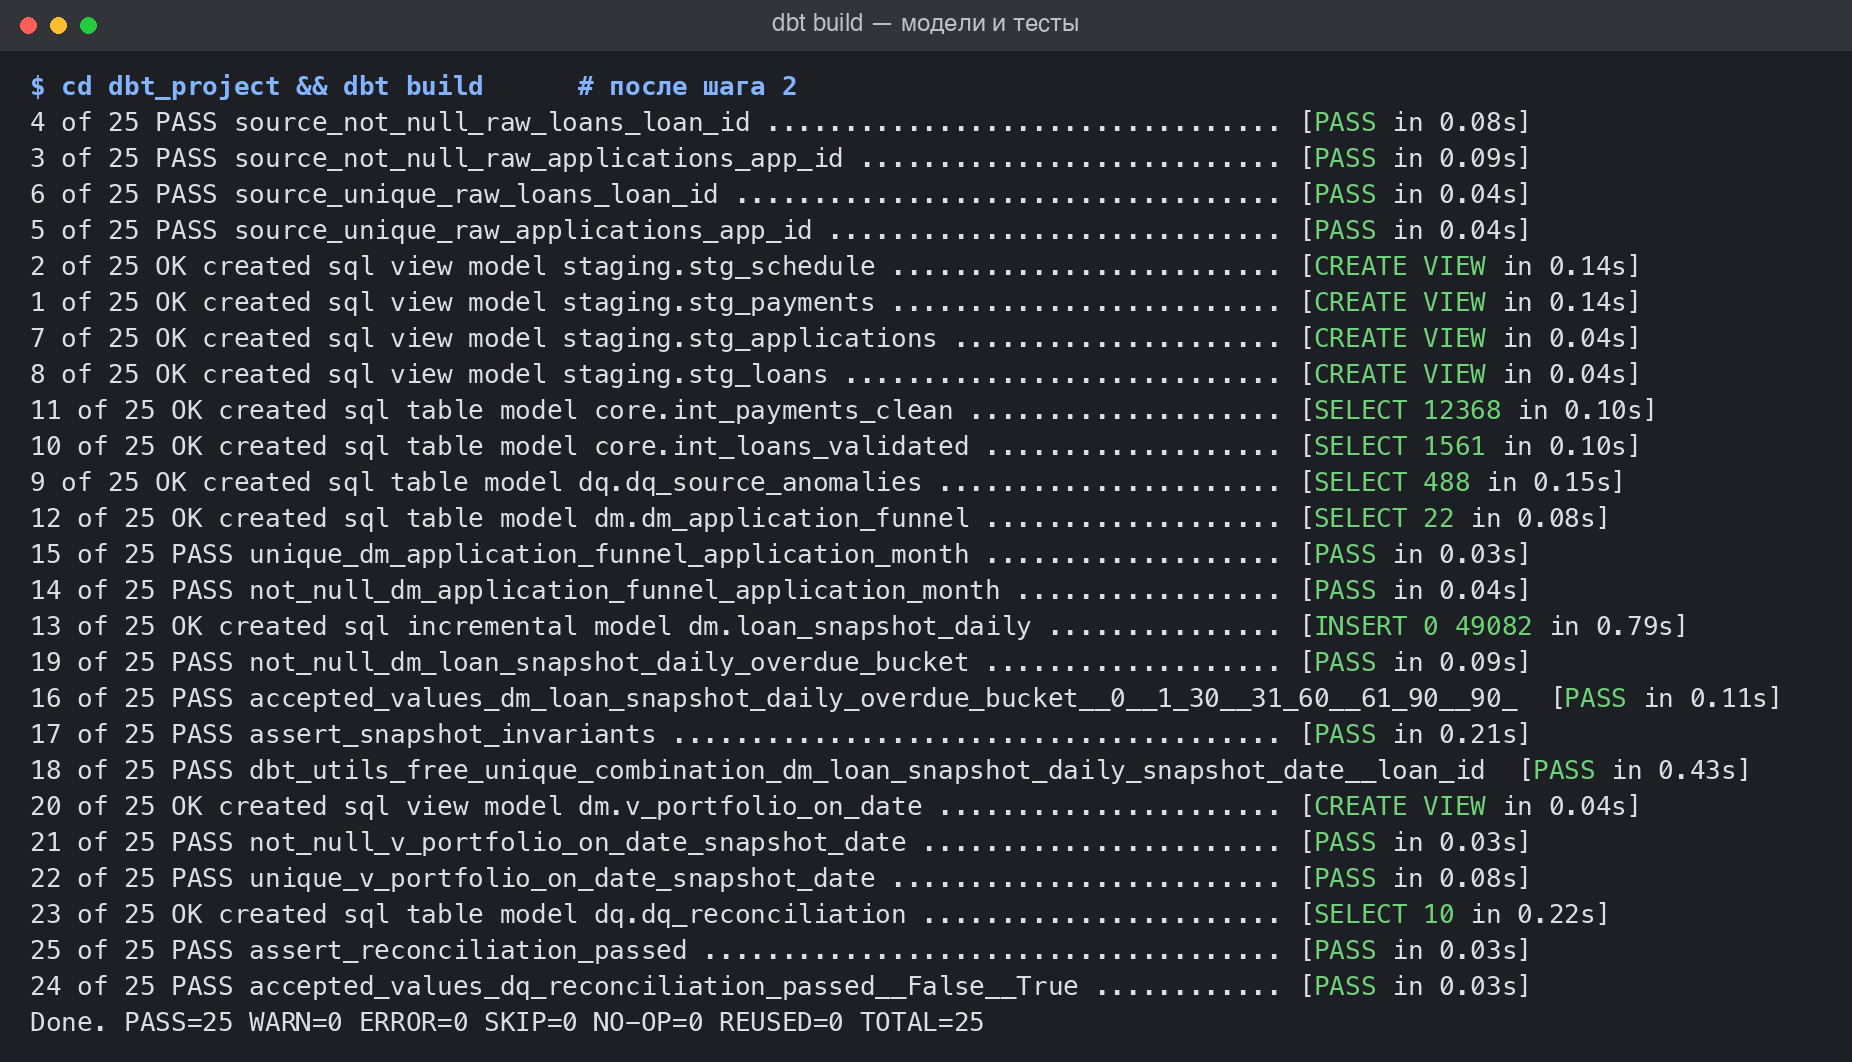 dbt build — модели и тесты
$ cd dbt_project && dbt build      # после шага 2
4 of 25 PASS source_not_null_raw_loans_loan_id ................................. [PASS in 0.08s]
3 of 25 PASS source_not_null_raw_applications_app_id ........................... [PASS in 0.09s]
6 of 25 PASS source_unique_raw_loans_loan_id ................................... [PASS in 0.04s]
5 of 25 PASS source_unique_raw_applications_app_id ............................. [PASS in 0.04s]
2 of 25 OK created sql view model staging.stg_schedule ......................... [CREATE VIEW in 0.14s]
1 of 25 OK created sql view model staging.stg_payments ......................... [CREATE VIEW in 0.14s]
7 of 25 OK created sql view model staging.stg_applications ..................... [CREATE VIEW in 0.04s]
8 of 25 OK created sql view model staging.stg_loans ............................ [CREATE VIEW in 0.04s]
11 of 25 OK created sql table model core.int_payments_clean .................... [SELECT 12368 in 0.10s]
10 of 25 OK created sql table model core.int_loans_validated ................... [SELECT 1561 in 0.10s]
9 of 25 OK created sql table model dq.dq_source_anomalies ...................... [SELECT 488 in 0.15s]
12 of 25 OK created sql table model dm.dm_application_funnel ................... [SELECT 22 in 0.08s]
15 of 25 PASS unique_dm_application_funnel_application_month ................... [PASS in 0.03s]
14 of 25 PASS not_null_dm_application_funnel_application_month ................. [PASS in 0.04s]
13 of 25 OK created sql incremental model dm.loan_snapshot_daily ............... [INSERT 0 49082 in 0.79s]
19 of 25 PASS not_null_dm_loan_snapshot_daily_overdue_bucket ................... [PASS in 0.09s]
16 of 25 PASS accepted_values_dm_loan_snapshot_daily_overdue_bucket__0__1_30__31_60__61_90__90_  [PASS in 0.11s]
17 of 25 PASS assert_snapshot_invariants ....................................... [PASS in 0.21s]
18 of 25 PASS dbt_utils_free_unique_combination_dm_loan_snapshot_daily_snapshot_date__loan_id  [PASS in 0.43s]
20 of 25 OK created sql view model dm.v_portfolio_on_date ...................... [CREATE VIEW in 0.04s]
21 of 25 PASS not_null_v_portfolio_on_date_snapshot_date ....................... [PASS in 0.03s]
22 of 25 PASS unique_v_portfolio_on_date_snapshot_date ......................... [PASS in 0.08s]
23 of 25 OK created sql table model dq.dq_reconciliation ....................... [SELECT 10 in 0.22s]
25 of 25 PASS assert_reconciliation_passed ..................................... [PASS in 0.03s]
24 of 25 PASS accepted_values_dq_reconciliation_passed__False__True ............ [PASS in 0.03s]
Done. PASS=25 WARN=0 ERROR=0 SKIP=0 NO-OP=0 REUSED=0 TOTAL=25